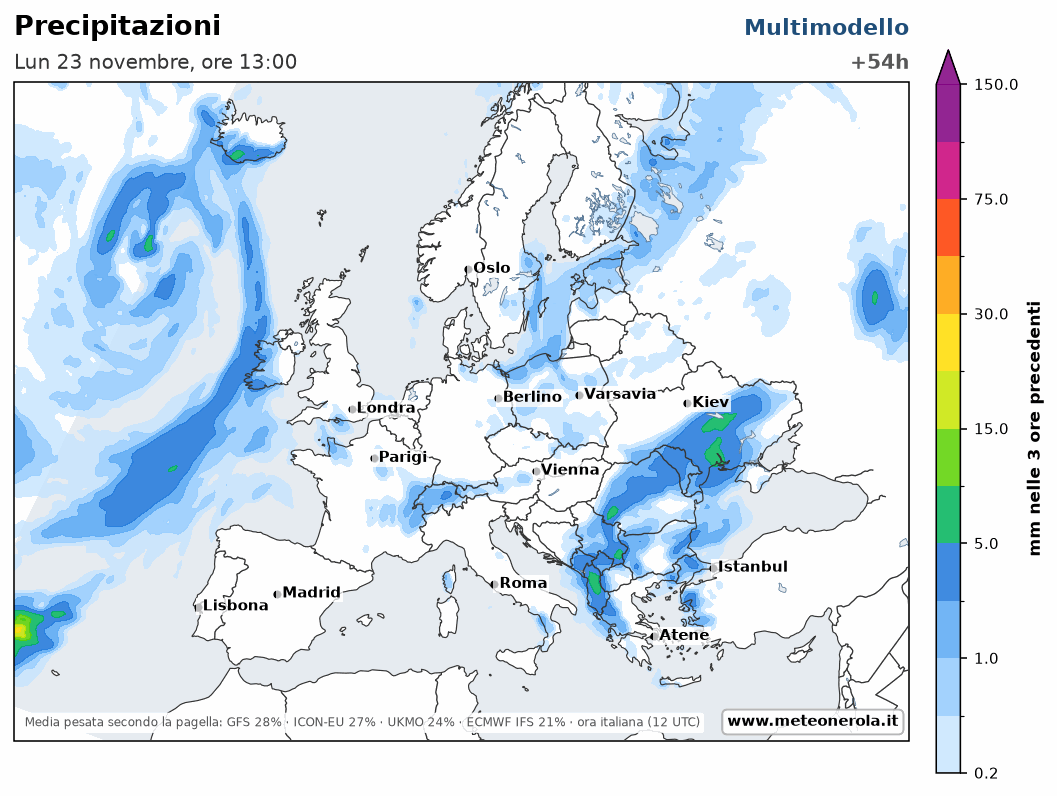 Precipitazioni
Multimodello
Lun 23 novembre, ore 13:00
+54h
150.0
75.0
30.0
15.0
5.0
1.0
0.2
mm nelle 3 ore precedenti
Oslo
Berlino
Varsavia
Kiev
Londra
Parigi
Vienna
Istanbul
Roma
Madrid
Lisbona
Atene
Media pesata secondo la pagella: GFS 28% · ICON-EU 27% · UKMO 24% · ECMWF IFS 21% · ora italiana (12 UTC)
www.meteonerola.it